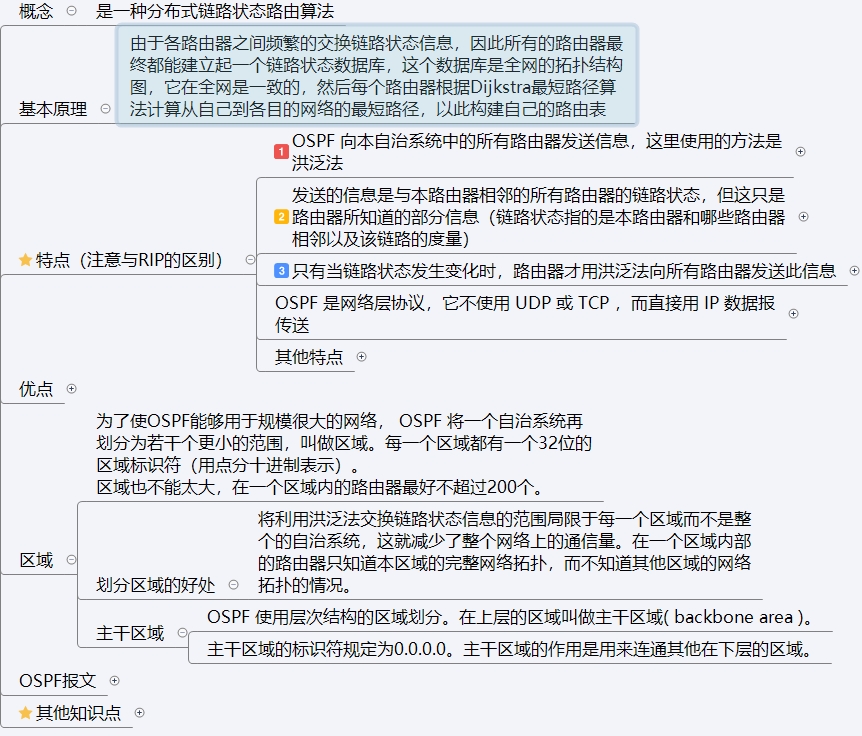 概念 是一种分布式链路状态路由算法
由于各路由器之间频繁的交换链路状态信息，因此所有的路由器最
终都能建立起一个链路状态数据库，这个数据库是全网的拓扑结构
图，它在全网是一致的，然后每个路由器根据Dijkstra最短路径算
法计算从自己到各目的网络的最短路径，以此构建自己的路由表
基本原理
1 OSPF 向本自治系统中的所有路由器发送信息，这里使用的方法是
洪泛法
发送的信息是与本路由器相邻的所有路由器的链路状态，但这只是
2 路由器所知道的部分信息（链路状态指的是本路由器和哪些路由器
相邻以及该链路的度量）
特点（注意与RIP的区别）
3 只有当链路状态发生变化时，路由器才用洪泛法向所有路由器发送此信息
OSPF 是网络层协议，它不使用 UDP 或 TCP ，而直接用 IP 数据报
传送
其他特点
优点
为了使OSPF能够用于规模很大的网络， OSPF 将一个自治系统再
划分为若干个更小的范围，叫做区域。每一个区域都有一个32位的
区域标识符（用点分十进制表示）。
区域也不能太大，在一个区域内的路由器最好不超过200个。
区域
将利用洪泛法交换链路状态信息的范围局限于每一个区域而不是整
个的自治系统，这就减少了整个网络上的通信量。在一个区域内部
的路由器只知道本区域的完整网络拓扑，而不知道其他区域的网络
拓扑的情况。
划分区域的好处
OSPF 使用层次结构的区域划分。在上层的区域叫做主干区域( backbone area )。
主干区域
主干区域的标识符规定为0.0.0.0。主干区域的作用是用来连通其他在下层的区域。
OSPF报文
其他知识点